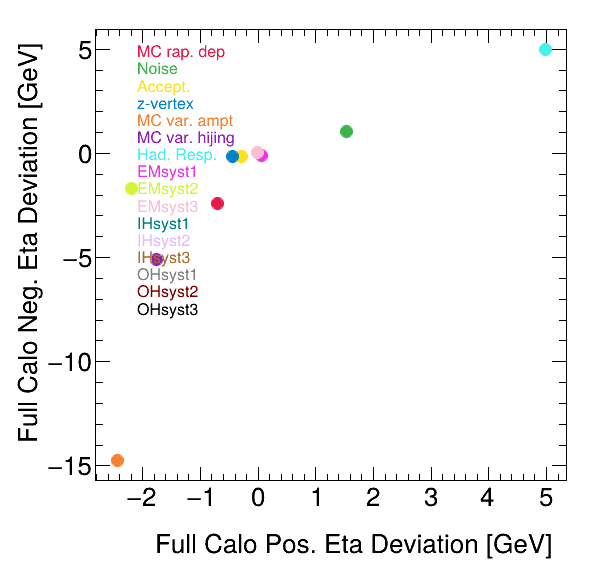 Full Calo Neg. Eta Deviation [GeV]
5
0
−5
−10
−15
MC rap. dep
Noise
Accept.
z-vertex
MC var. ampt
MC var. hijing
Had. Resp.
EMsyst1
EMsyst2
EMsyst3
IHsyst1
IHsyst2
IHsyst3
OHsyst1
OHsyst2
OHsyst3
−2 −1 0 1 2 3 4 5
Full Calo Pos. Eta Deviation [GeV]